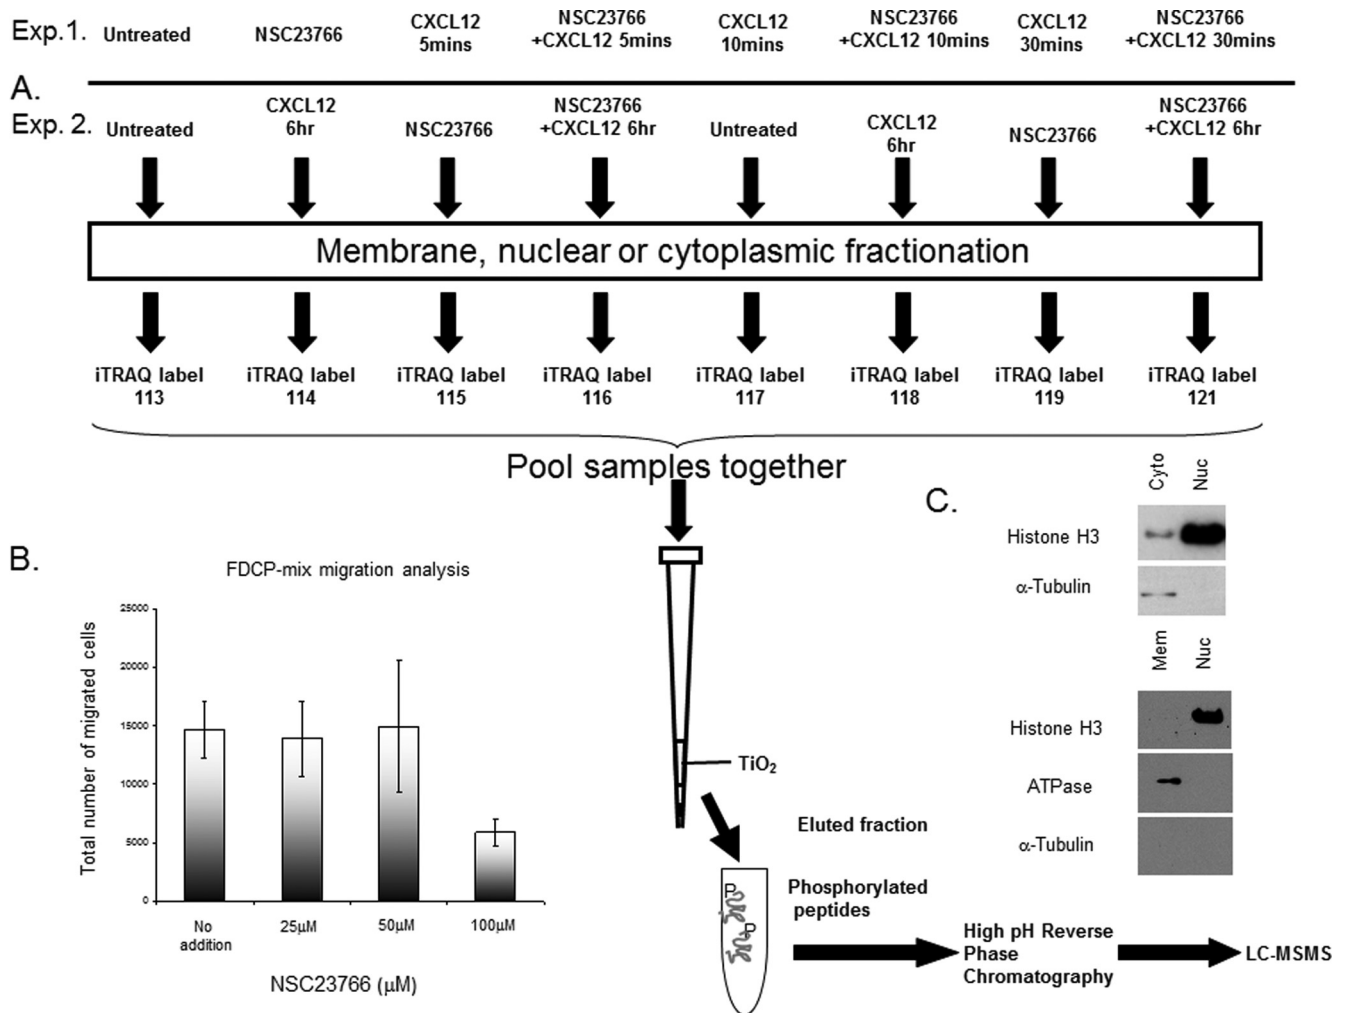 Exp.1.
Untreated
NSC23766
CXCL12
5mins
NSC23766
+CXCL12 5mins
CXCL12
10mins
NSC23766
+CXCL12 10mins
CXCL12
30mins
NSC23766
+CXCL12 30mins
A.
Exp. 2.
Untreated
CXCL12
6hr
NSC23766
NSC23766
+CXCL12 6hr
Untreated
CXCL12
6hr
NSC23766
NSC23766
+CXCL12 6hr
Membrane, nuclear or cytoplasmic fractionation
iTRAQ label
113
iTRAQ label
114
iTRAQ label
115
iTRAQ label
116
iTRAQ label
117
iTRAQ label
118
iTRAQ label
119
iTRAQ label
121
Pool samples together
B.
FDCP-mix migration analysis
Total number of migrated cells
25000
20000
15000
10000
5000
0
No
addition
25µM
50µM
100µM
NSC23766 (µM)
TiO₂
Eluted fraction
P
P
Phosphorylated
peptides
High pH Reverse
Phase
Chromatography
LC-MSMS
C.
Cyto
Nuc
Histone H3
α-Tubulin
Mem
Nuc
Histone H3
ATPase
α-Tubulin